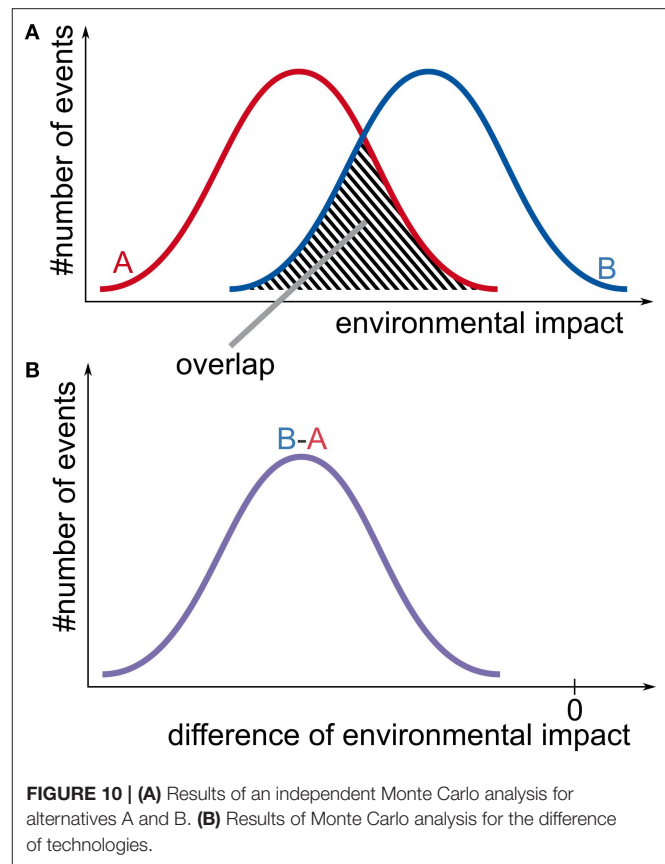 A
#number of events
A
B
environmental impact
overlap
B
#number of events
B-A
0
difference of environmental impact
FIGURE 10 | (A) Results of an independent Monte Carlo analysis for
alternatives A and B. (B) Results of Monte Carlo analysis for the difference
of technologies.